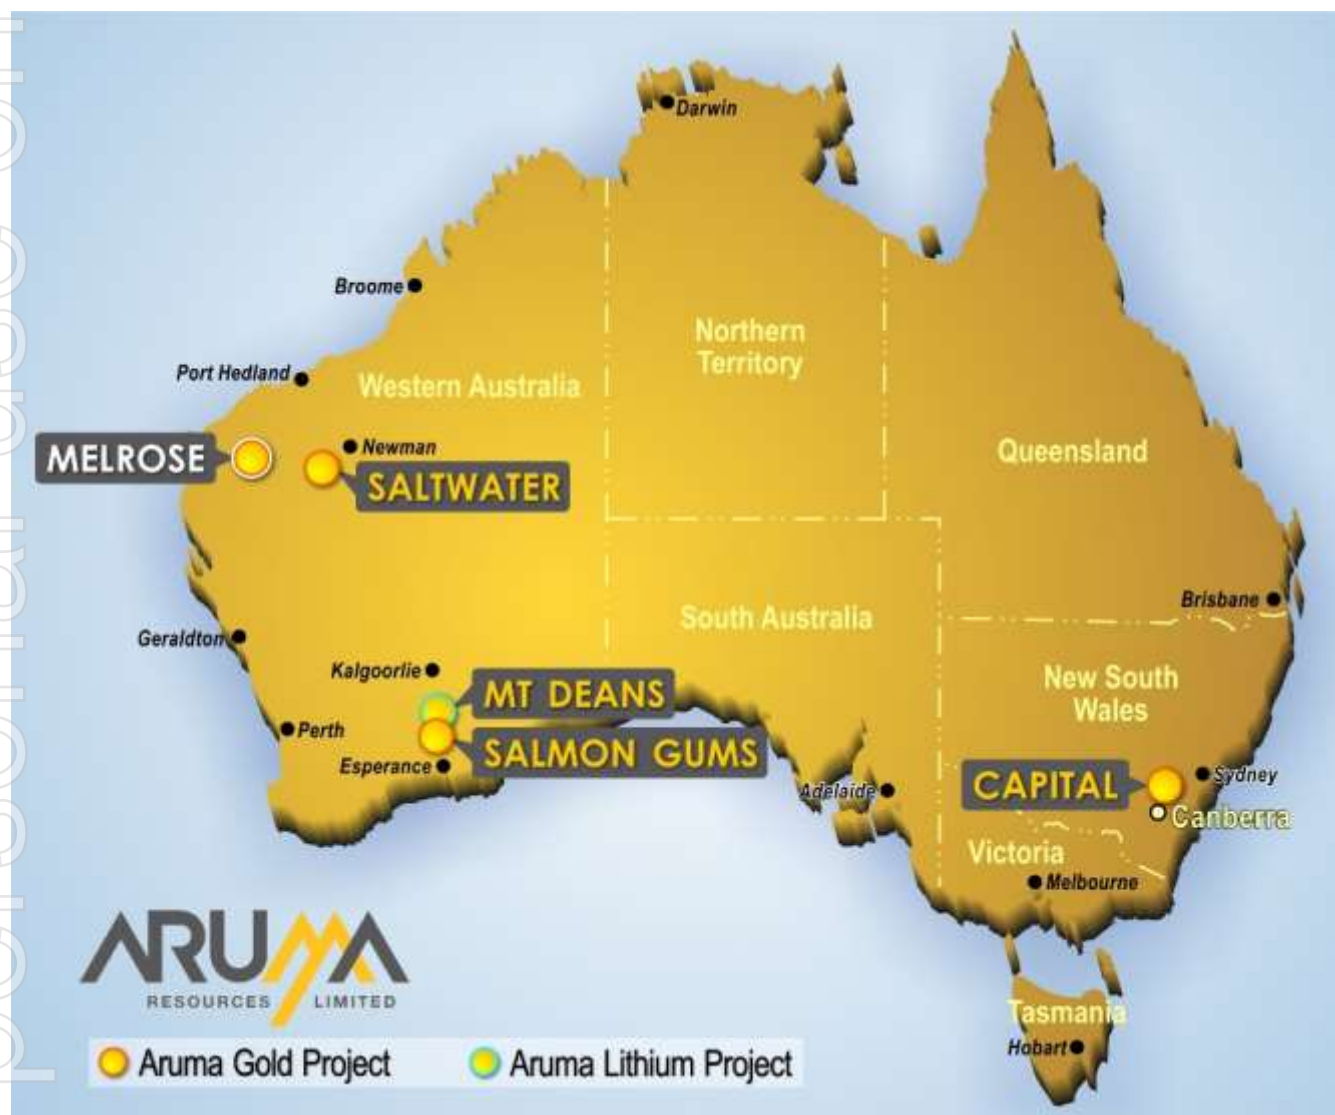 Darwin
Broome
Northern
Territory
Port Hedland
Western Australia
Newman
MELROSE
SALTWATER
Queensland
Brisbane
South Australia
Geraldton
Kalgoorlie
MT DEANS
New South
Wales
Perth
SALMON GUMS
Esperance
Adelaide
CAPITAL
Sydney
Canberra
Victoria
Melbourne
Tasmania
Hobart
ARUMA
RESOURCES LIMITED
Aruma Gold Project
Aruma Lithium Project